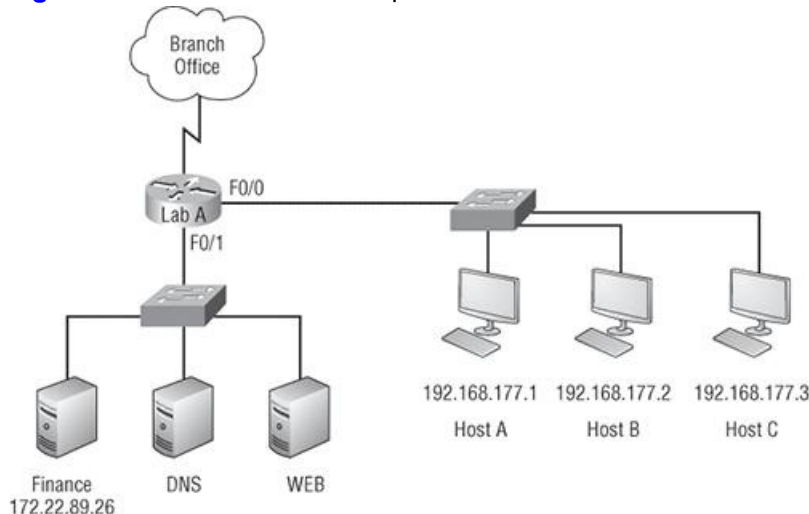 Branch
Office
F0/0
Lab A
F0/1
192.168.177.1 192.168.177.2 192.168.177.3
Host A Host B Host C
Finance DNS WEB
172.22.89.26